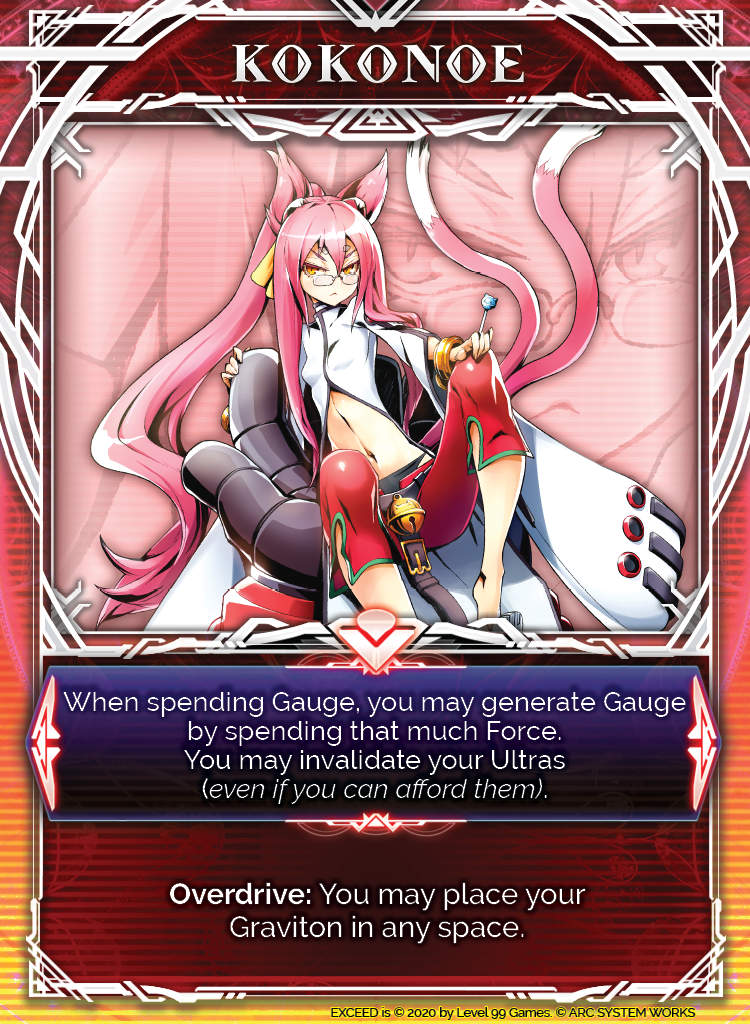 KOKONOE
When spending Gauge, you may generate Gauge
by spending that much Force.
You may invalidate your Ultras
(even if you can afford them).
Overdrive: You may place your
Graviton in any space.
EXCEED is © 2020 by Level 99 Games. © ARC SYSTEM WORKS